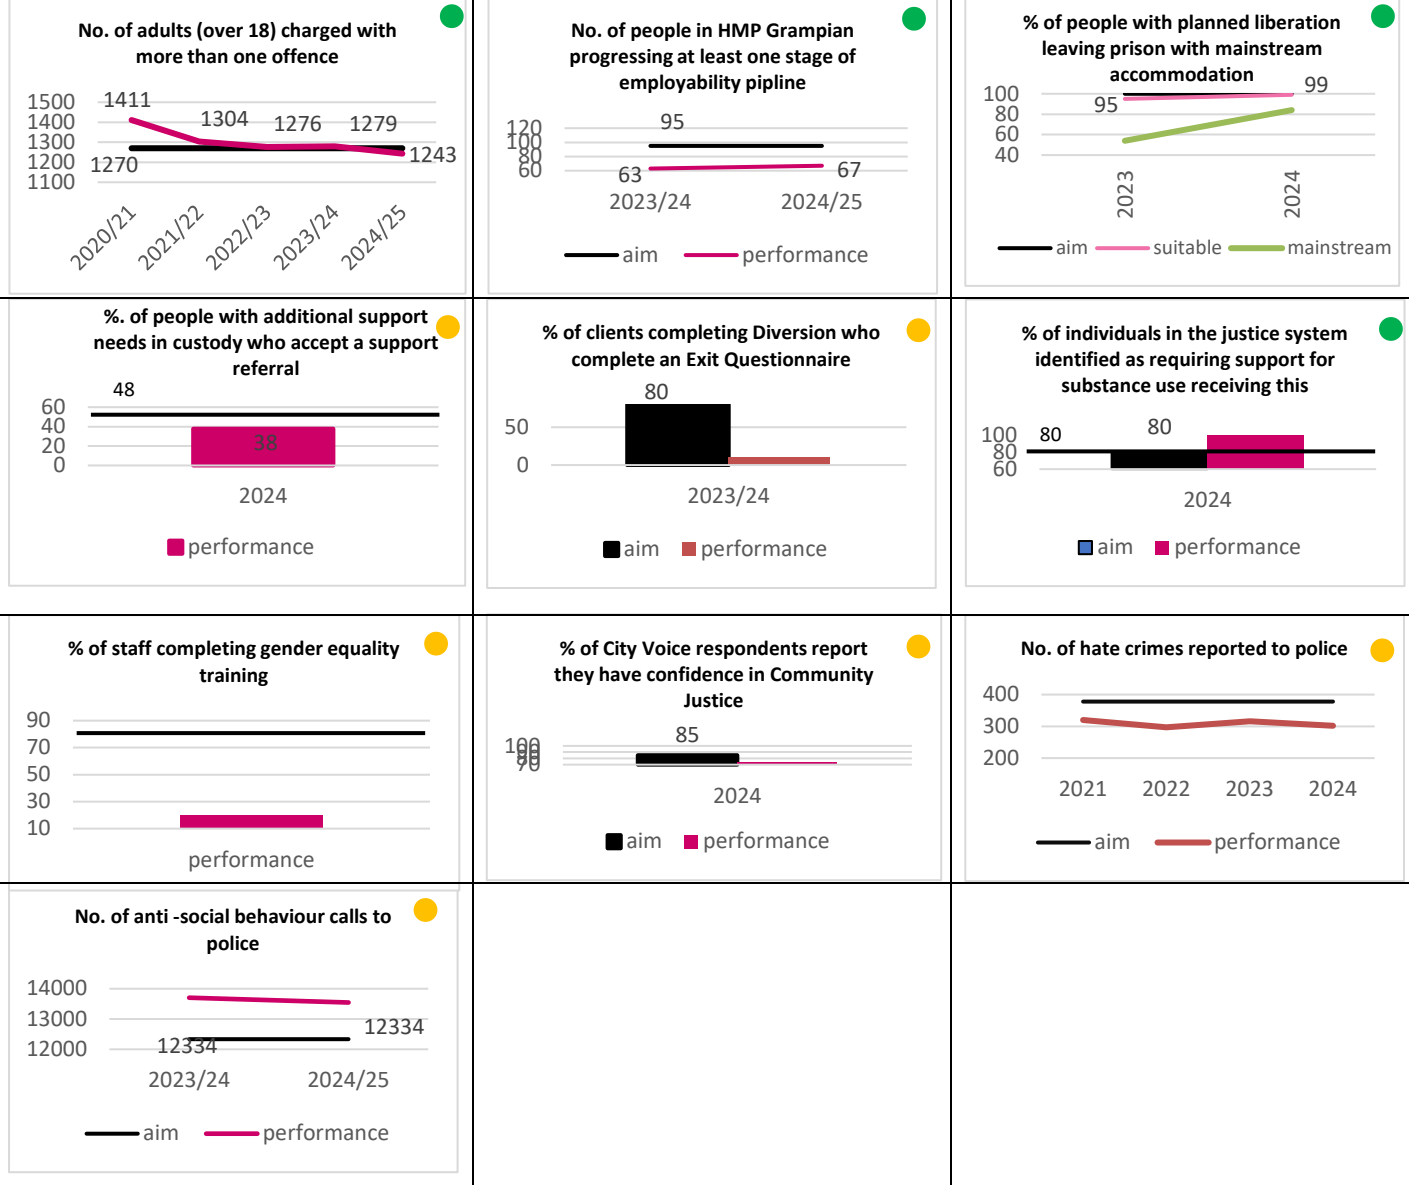 No. of adults (over 18) charged with
more than one offence
1500
1400
1300
1200
1100
1411
1304
1276
1279
1270
1243
2020/21
2021/22
2022/23
2023/24
2024/25
No. of people in HMP Grampian
progressing at least one stage of
employability pipline
120
100
80
60
95
63
67
2023/24
2024/25
aim
performance
% of people with planned liberation
leaving prison with mainstream
accommodation
100
80
60
40
95
99
2023
2024
aim
suitable
mainstream
%. of people with additional support
needs in custody who accept a support
referral
48
60
40
20
0
38
2024
performance
% of clients completing Diversion who
complete an Exit Questionnaire
80
50
0
2023/24
aim
performance
% of individuals in the justice system
identified as requiring support for
substance use receiving this
100
80
60
80
80
2024
aim
performance
% of staff completing gender equality
training
90
70
50
30
10
performance
% of City Voice respondents report
they have confidence in Community
Justice
85
100
90
80
70
2024
aim
performance
No. of hate crimes reported to police
400
300
200
2021
2022
2023
2024
aim
performance
No. of anti -social behaviour calls to
police
14000
13000
12000
12334
12334
2023/24
2024/25
aim
performance